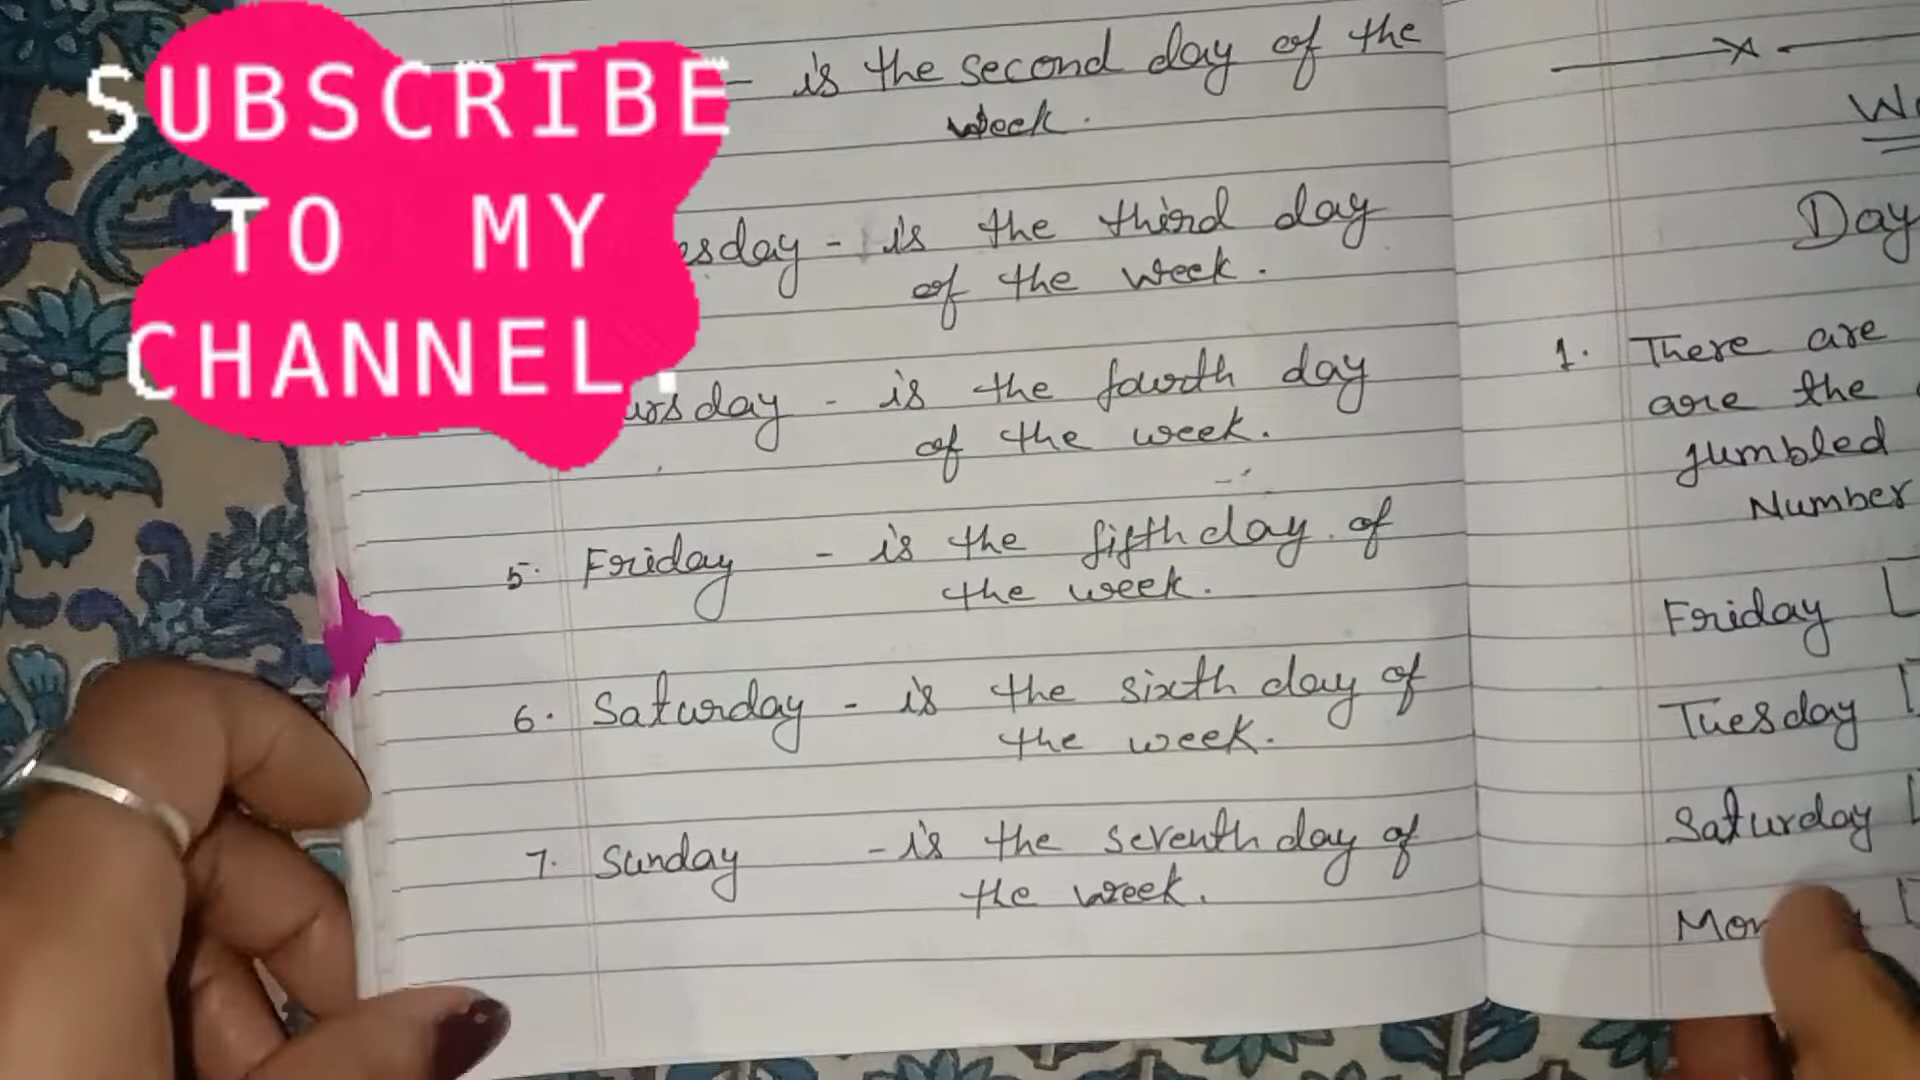 SUBSCRIBE
TO MY
CHANNEL.
- is the second day of the
week.
esday - is the third day
of the week.
ursday - is the fourth day
of the week.
5. Friday - is the fifth day of
the week.
6. Saturday - is the sixth day of
the week.
7. Sunday - is the seventh day of
the week.
Day
1. There are
are the
jumbled
Number
Friday
Tuesday
Saturday